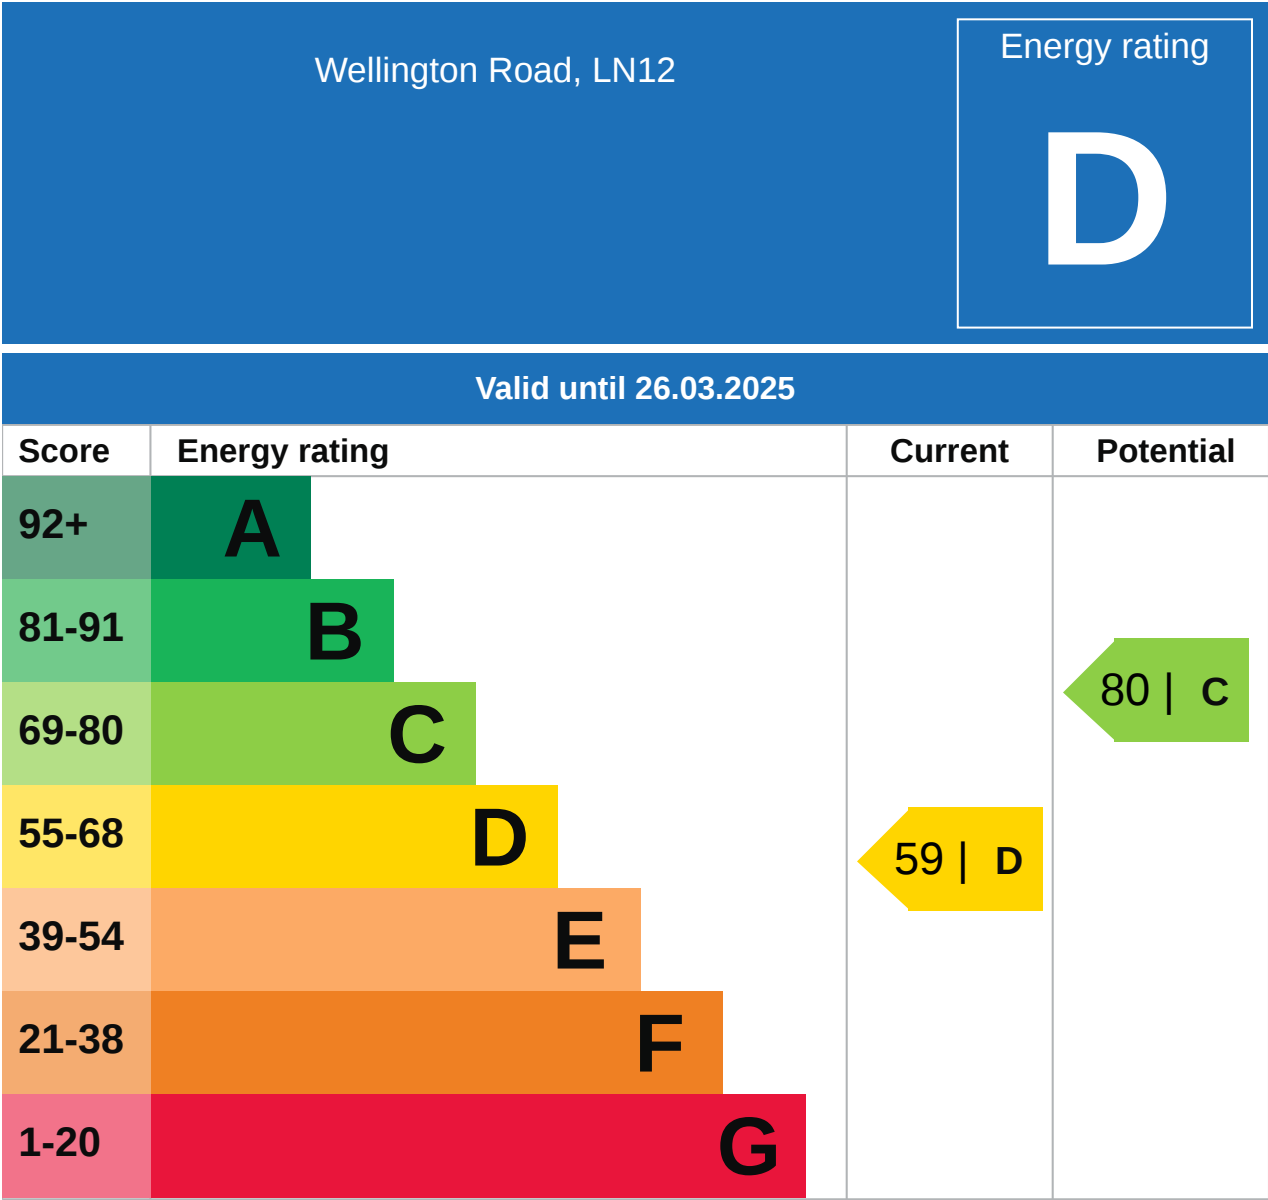 Wellington Road, LN12
Energy rating
D
Valid until 26.03.2025
Score Energy rating Current Potential
92+ A
81-91 B
69-80 C
80 | C
55-68 D
59 | D
39-54 E
21-38 F
1-20 G